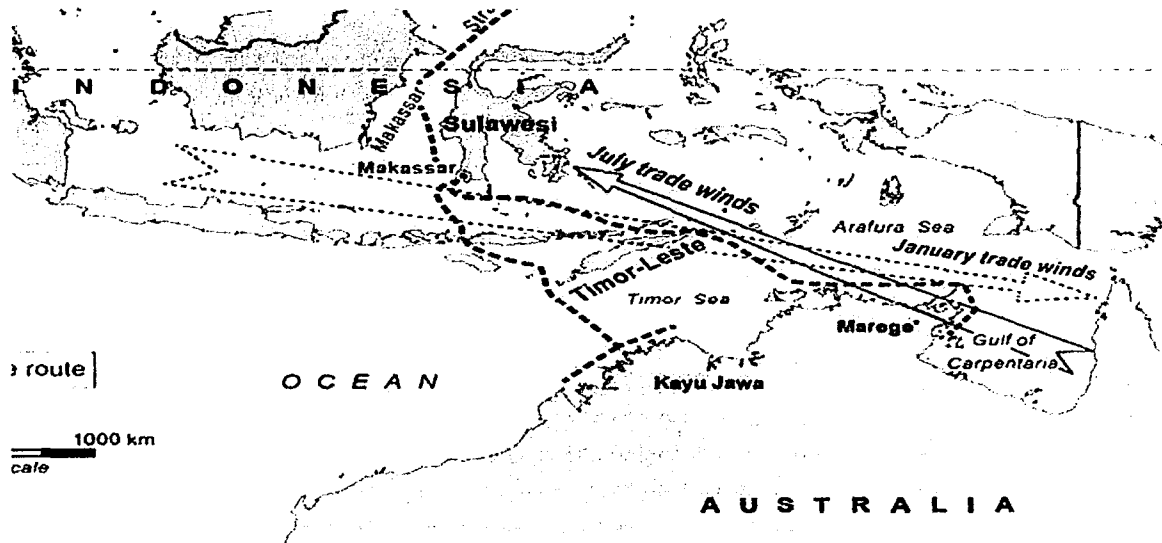 Stra
I N D O N E S I A
Makassar
Sulawesi
Makassar
July trade winds
Arafura Sea
January trade winds
Timor-Leste
Timor Sea
Marege'
Gulf of
Carpentaria
e route
OCEAN
Kayu Jawa
1000 km
cale
AUSTRALIA